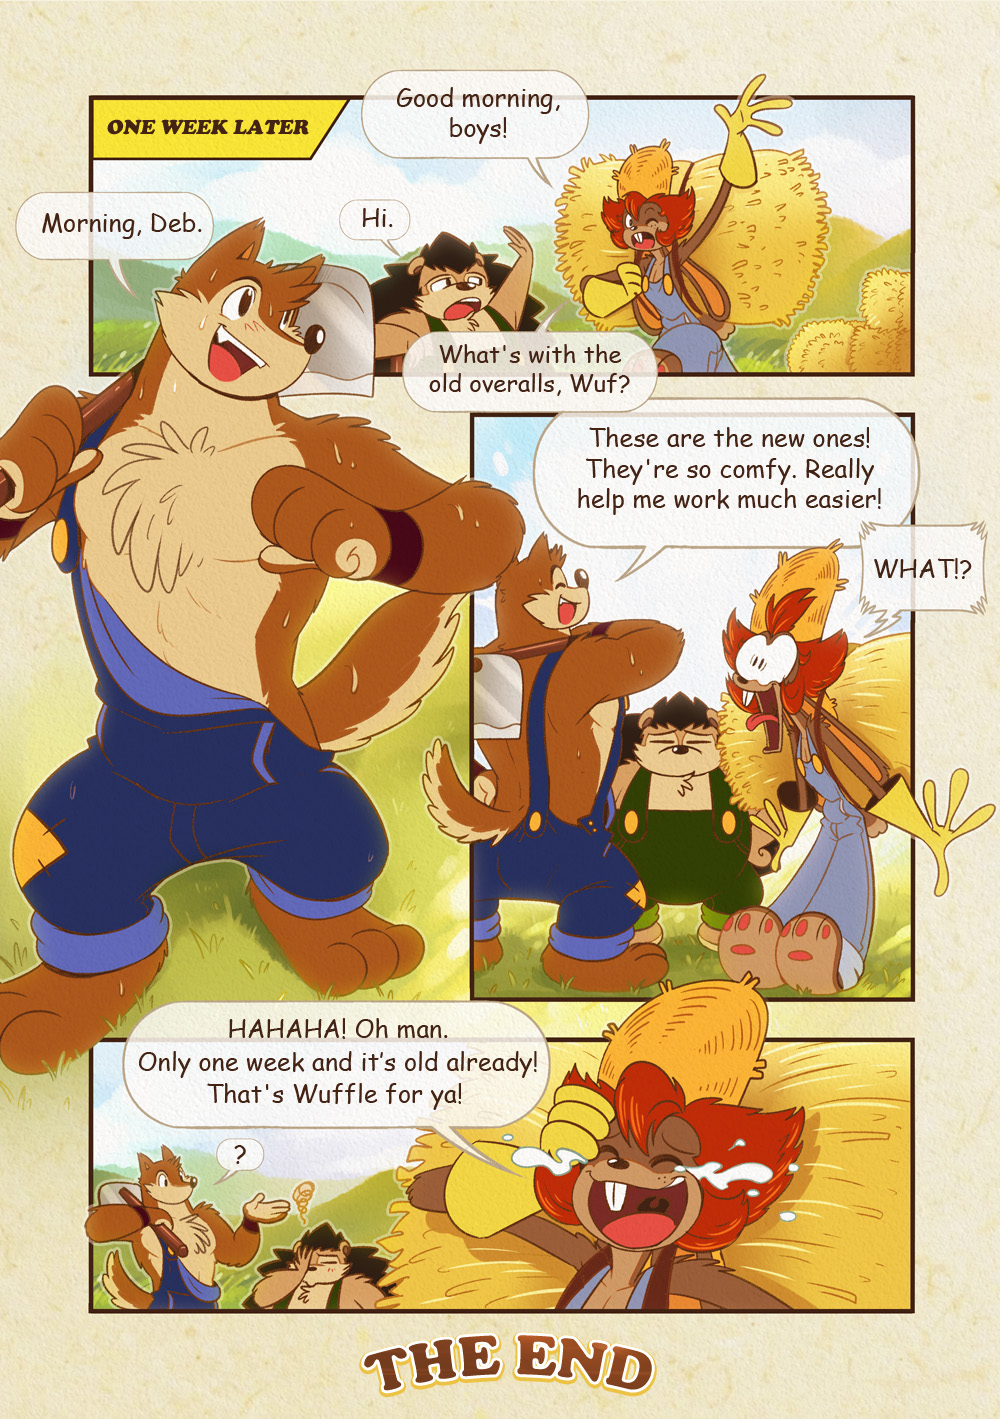 ONE WEEK LATER
Good morning,
boys!
Hi.
Morning, Deb.
What's with the
old overalls, Wuf?
These are the new ones!
They're so comfy. Really
help me work much easier!
WHAT!?
HAHAHA! Oh man.
Only one week and it's old already!
That's Wuffle for ya!
?
THE END